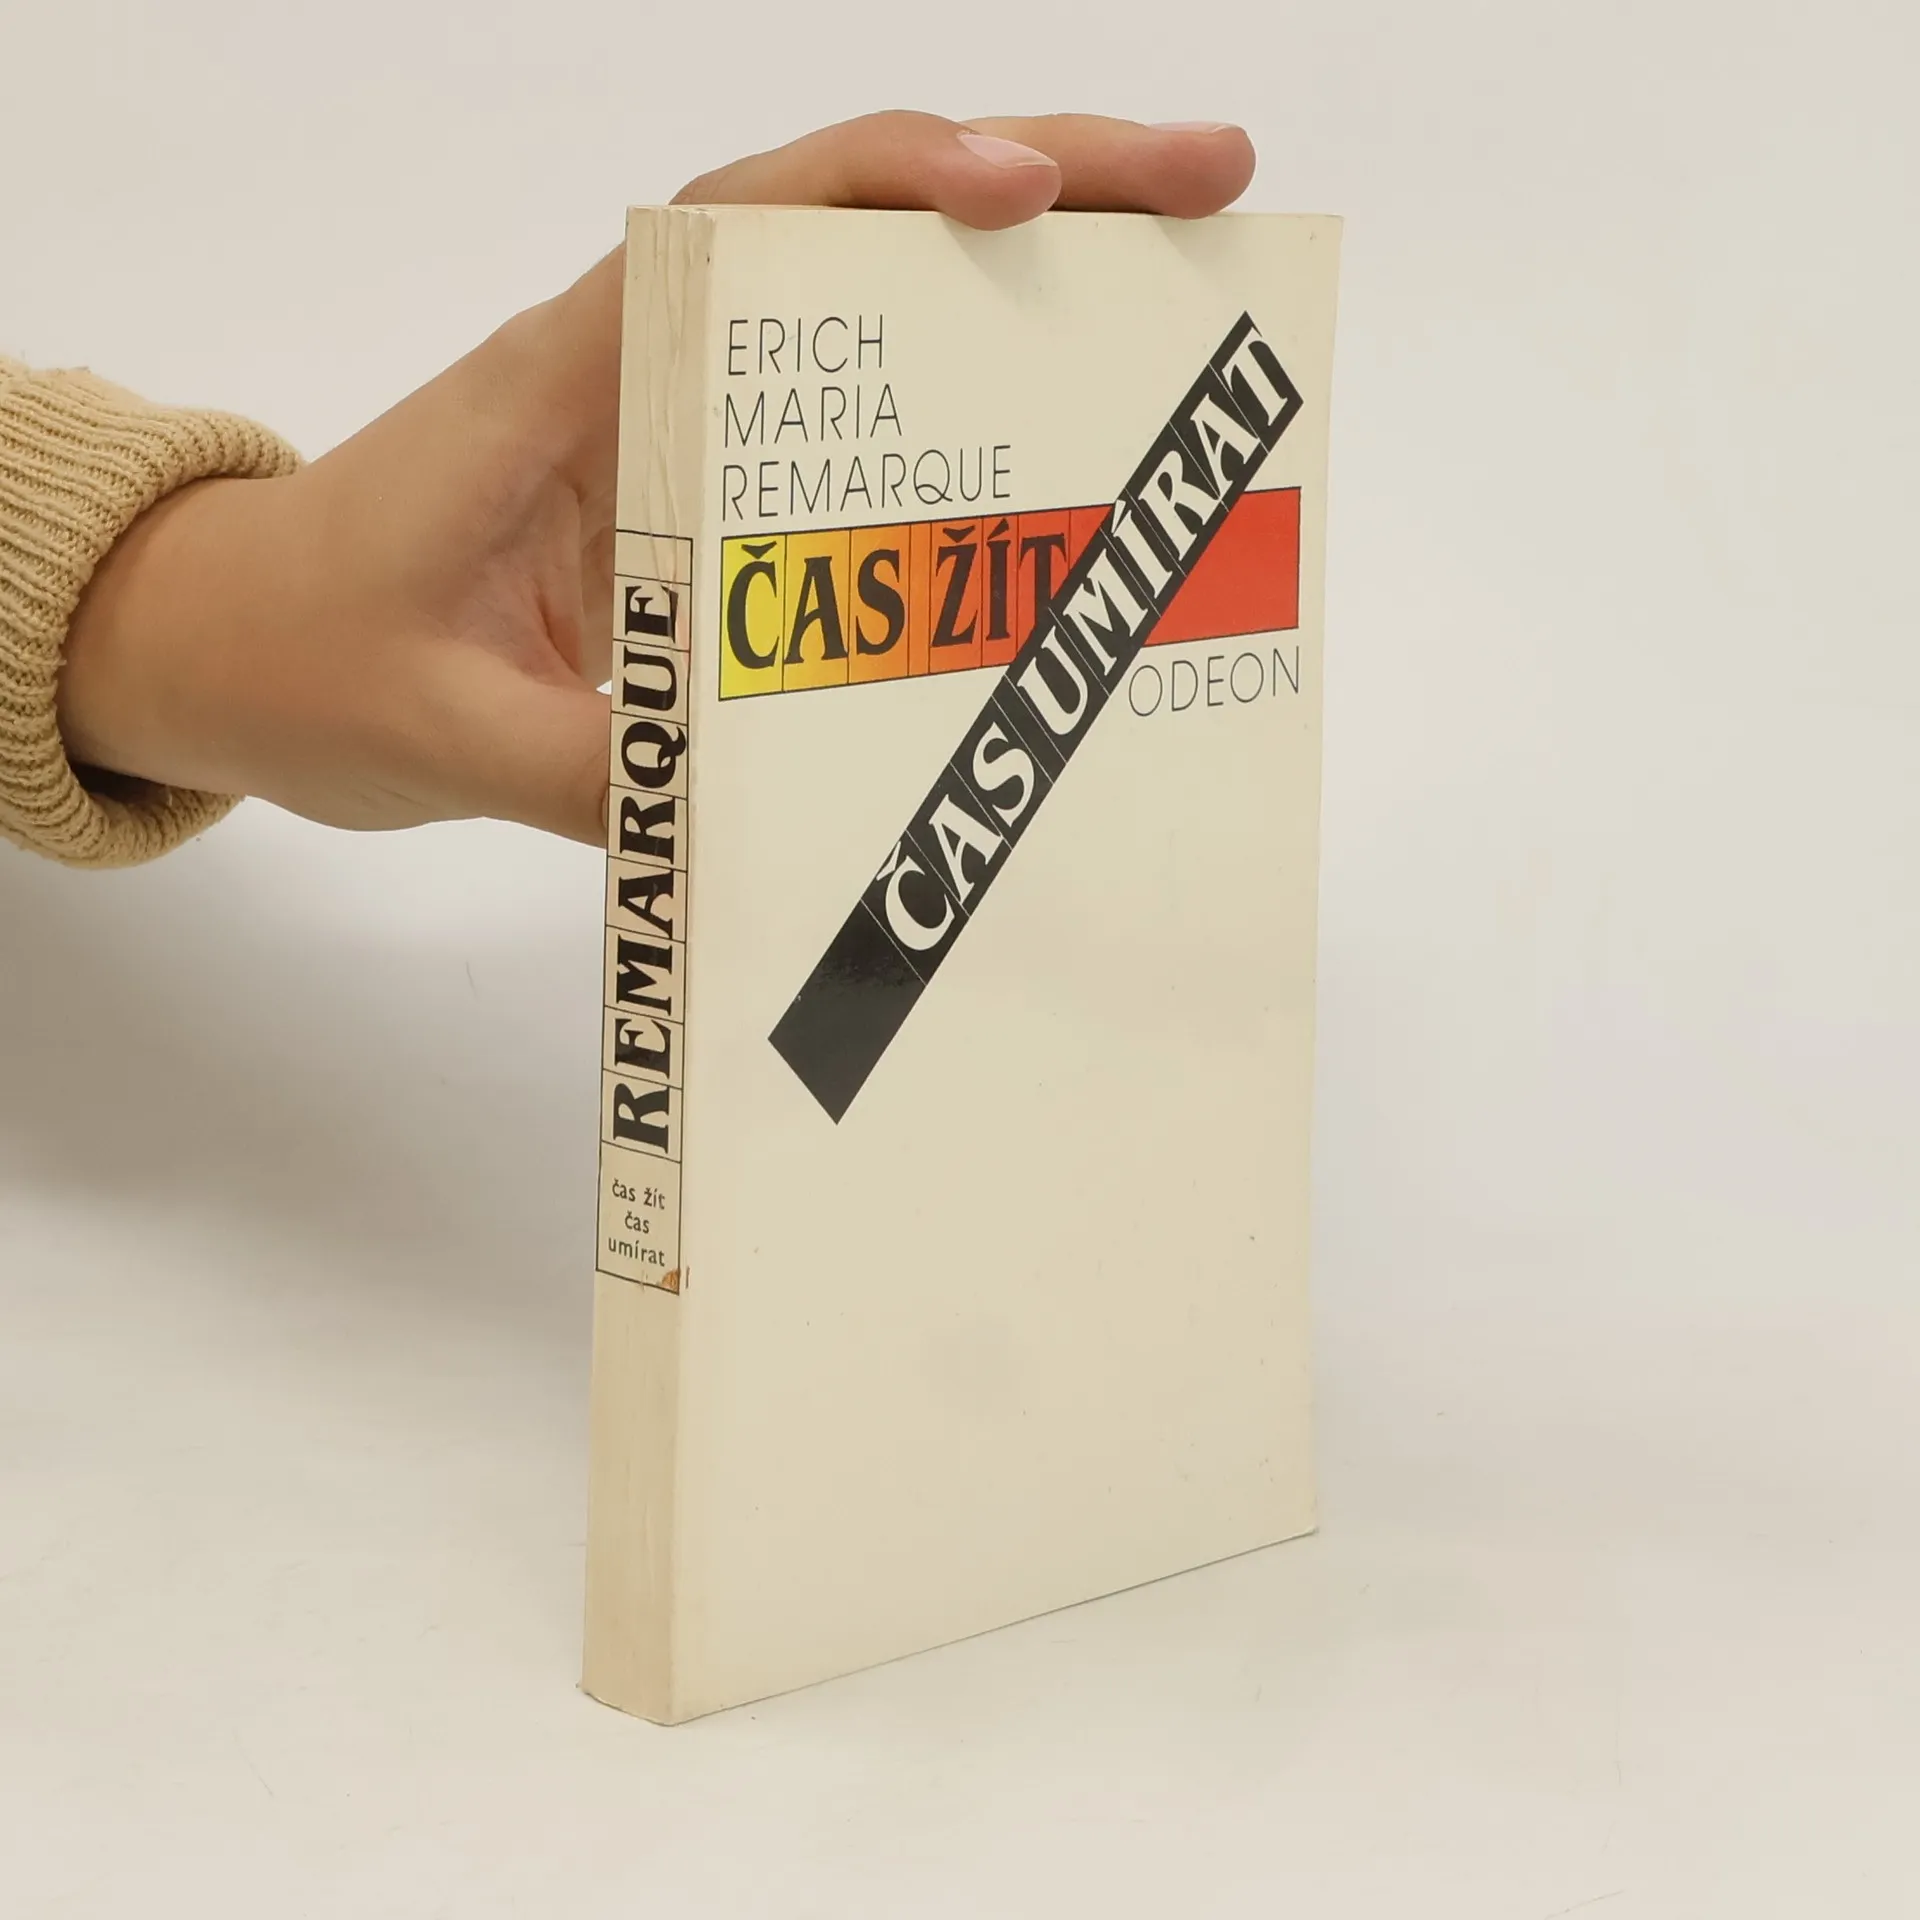 ERICH
MARIA
REMARQUE
ČAS ŽÍT
ČAS UMÍRAT
ODEON
REMARQUE
čas žít
čas
umírat